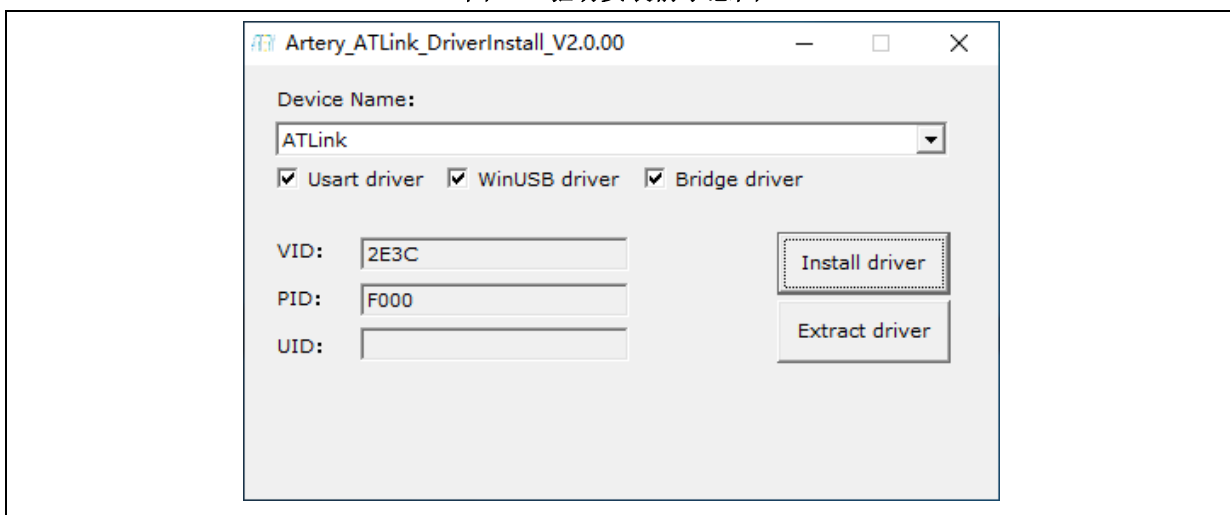 Artery_ATLink_DriverInstall_V2.0.00
Device Name:
ATLink
Usart driver WinUSB driver Bridge driver
VID: 2E3C
Install driver
PID: F000
Extract driver
UID: